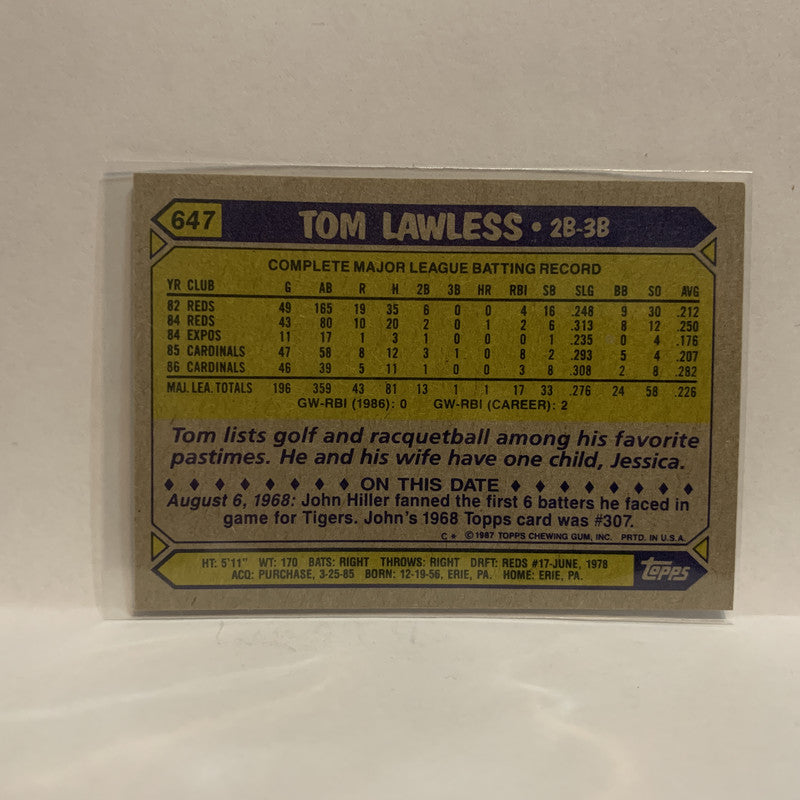 647 TOM LAWLESS • 2B-3B
COMPLETE MAJOR LEAGUE BATTING RECORD
YR CLUB G AB R H 2B 3B HR RBI SB SLG BB SO AVG
82 REDS 49 165 19 35 6 0 0 4 16 .248 9 30 .212
84 REDS 43 80 10 20 2 0 1 2 6 .313 8 12 .250
84 EXPOS 11 17 1 3 1 0 0 0 1 .235 0 4 .176
85 CARDINALS 47 58 8 12 3 1 0 8 2 .293 5 4 .207
86 CARDINALS 46 39 5 11 1 0 0 3 8 .308 2 8 .282
MAJ. LEA. TOTALS 196 359 43 81 13 1 1 17 33 .276 24 58 .226
GW-RBI (1986): 0 GW-RBI (CAREER): 2
Tom lists golf and racquetball among his favorite
pastimes. He and his wife have one child, Jessica.
♦ ♦ ♦ ♦ ♦ ♦ ♦ ♦ ON THIS DATE ♦ ♦ ♦ ♦ ♦ ♦ ♦ ♦
August 6, 1968: John Hiller fanned the first 6 batters he faced in
game for Tigers. John's 1968 Topps card was #307.
C* ©1987 TOPPS CHEWING GUM, INC. PRTD. IN U.S.A.
HT: 5'11" WT: 170 BATS: RIGHT THROWS: RIGHT DRFT: REDS #17-JUNE, 1978
ACQ: PURCHASE, 3-25-85 BORN: 12-19-56, ERIE, PA. HOME: ERIE, PA.
Topps